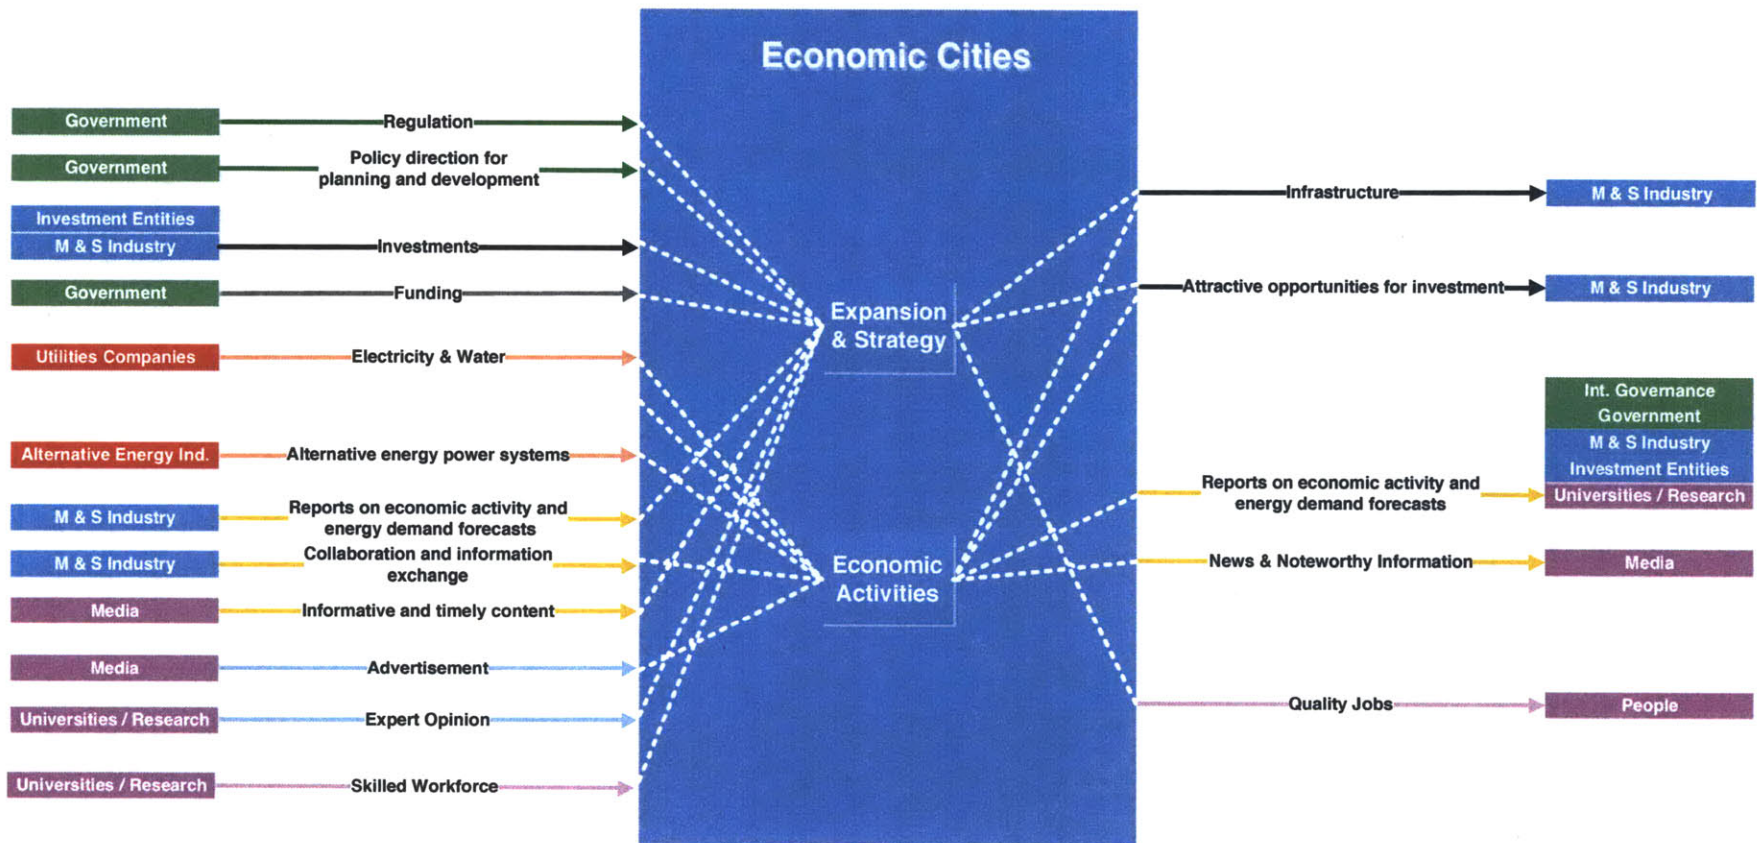 Economic Cities
Government
Regulation
Government
Policy direction for
planning and development
Investment Entities
M & S Industry
Investments
Government
Funding
Utilities Companies
Electricity & Water
Alternative Energy Ind.
Alternative energy power systems
M & S Industry
Reports on economic activity and
energy demand forecasts
M & S Industry
Collaboration and information
exchange
Media
Informative and timely content
Media
Advertisement
Universities / Research
Expert Opinion
Universities / Research
Skilled Workforce
Expansion
& Strategy
Economic
Activities
Infrastructure
M & S Industry
Attractive opportunities for investment
M & S Industry
Reports on economic activity and
energy demand forecasts
Int. Governance
Government
M & S Industry
Investment Entities
Universities / Research
News & Noteworthy Information
Media
Quality Jobs
People